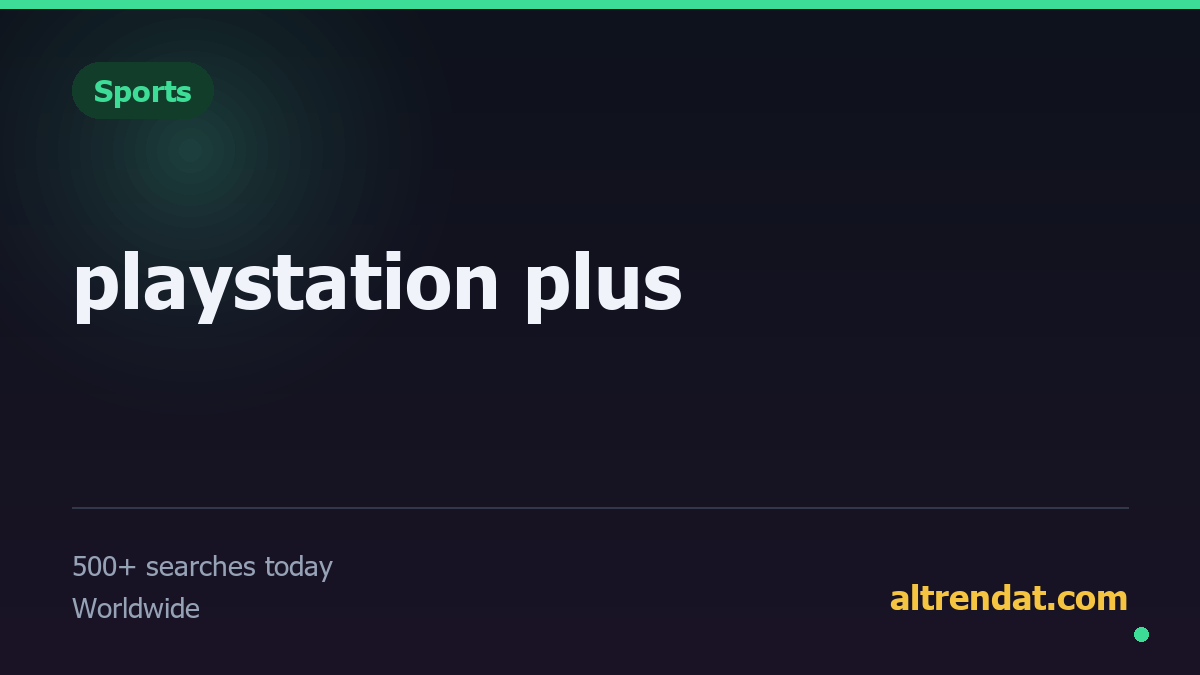 Sports
playstation plus
500+ searches today
Worldwide
altrendat.com